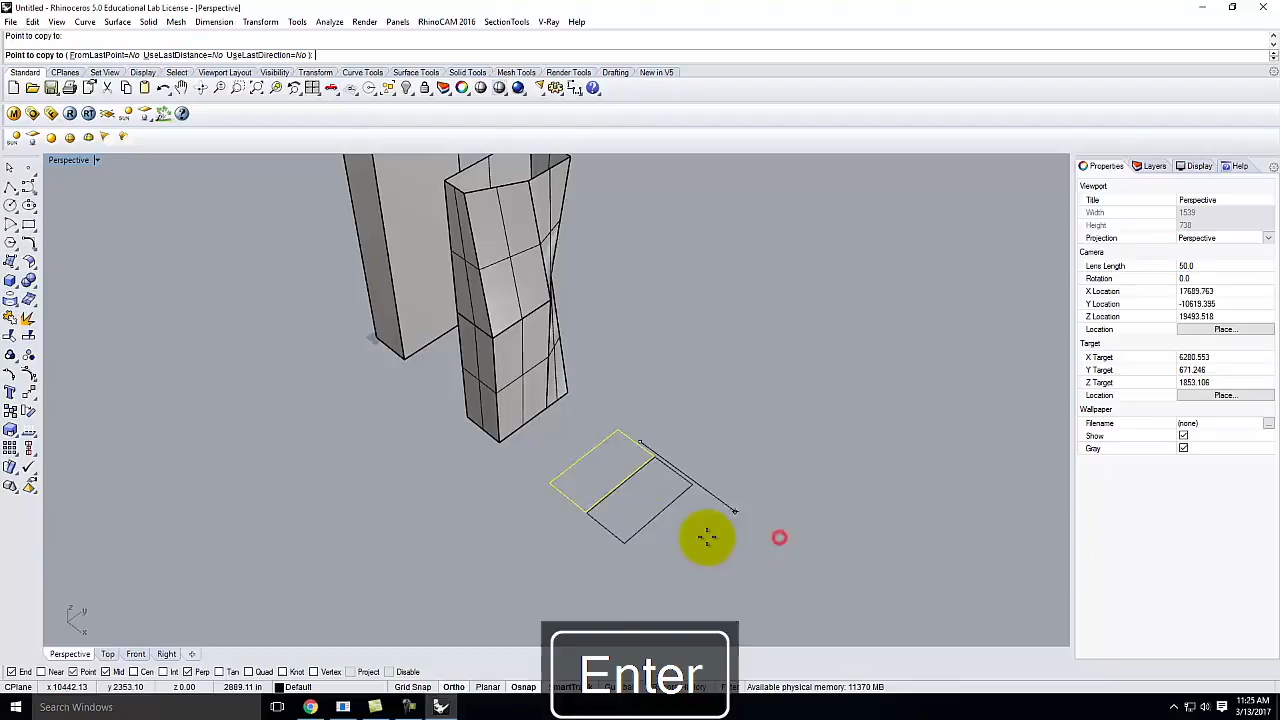 Untitled - Rhinoceros 5.0 Educational Lab License - [Perspective]
File Edit View Curve Surface Solid Mesh Dimension Transform Tools Analyze Render Panels RhinoCAM 2016 SectionTools V-Ray Help
Point to copy to:
Point to copy to ( FromLastPoint=No UseLastDistance=No UseLastDirection=No ):
Standard CPlanes Set View Display Select Viewport Layout Visibility Transform Curve Tools Surface Tools Solid Tools Mesh Tools Render Tools Drafting New in V5
Perspective
Properties Layers Display Help
Viewport
Title Perspective
Width 1539
Height 738
Projection Perspective
Camera
Lens Length 50.0
Rotation 0.0
X Location 17689.763
Y Location -10619.395
Z Location 19493.518
Location Place...
Target
X Target 6280.553
Y Target 671.246
Z Target 1853.106
Location Place...
Wallpaper
Filename (none) ...
Show
Gray
z
y
x
Enter
Perspective Top Front Right
End Near Point Mid Cen Int Perp Tan Quad Knot Vertex Project Disable
CPlane x 10442.13 y 2353.10 z 0.00 2889.11 in Default Grid Snap Ortho Planar Osnap Available physical memory: 11370 MB
Search Windows
11:25 AM
3/13/2017